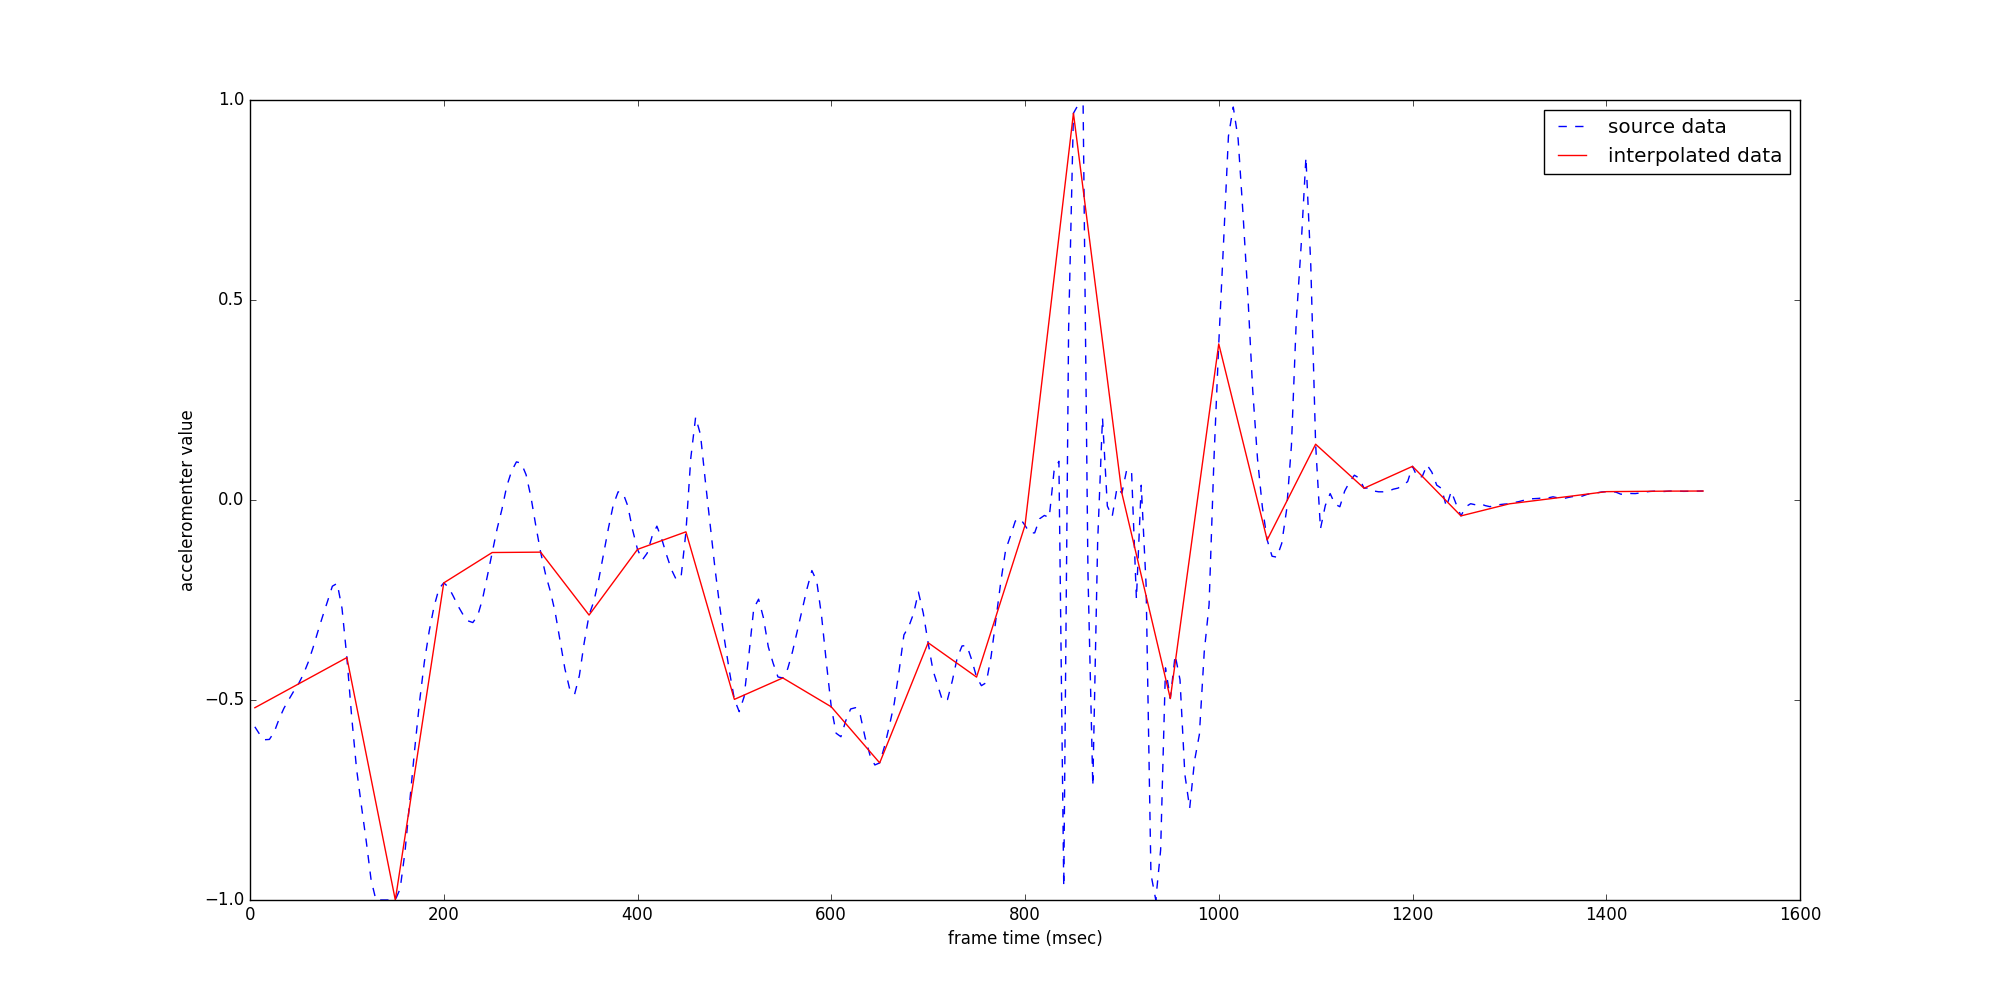 1.0
0.5
0.0
−0.5
−1.0
acceleromenter value
0 200 400 600 800 1000 1200 1400 1600
frame time (msec)
source data
interpolated data